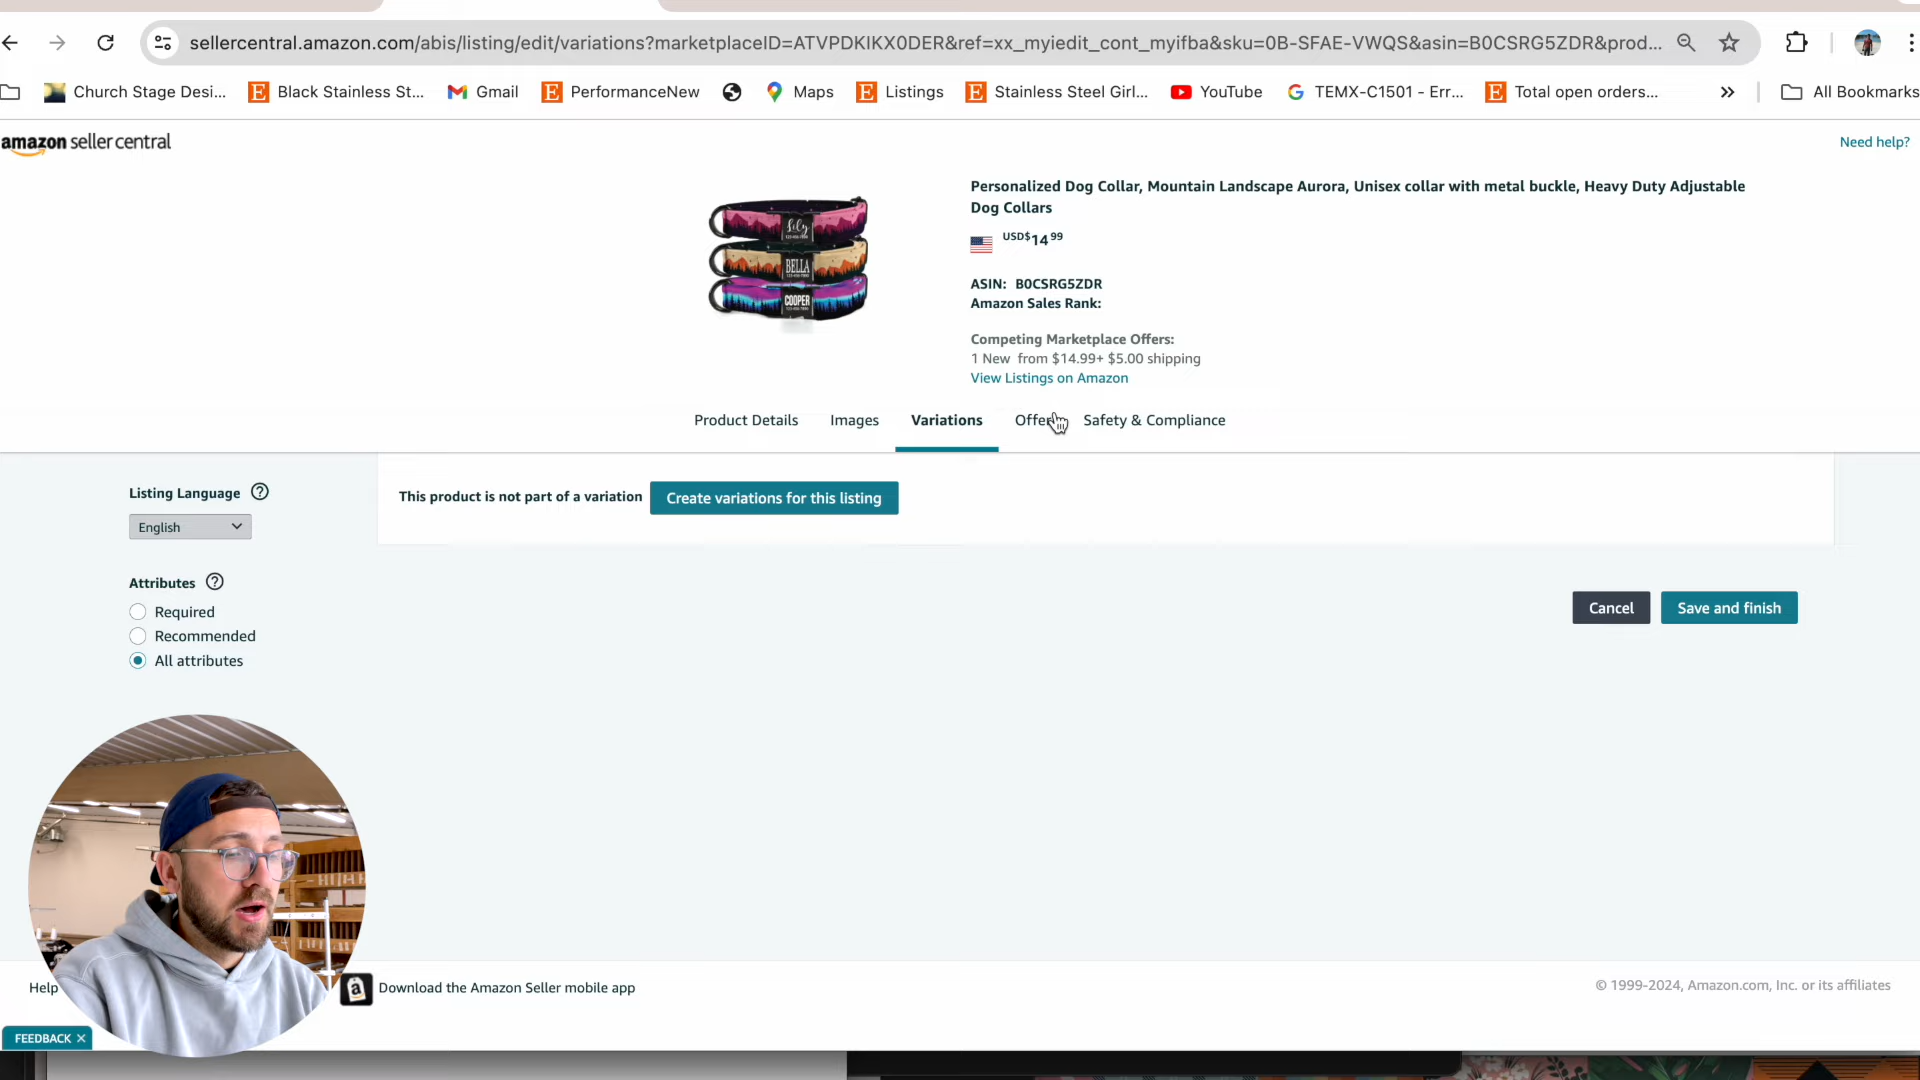 sellercentral.amazon.com/abis/listing/edit/variations?marketplaceID=ATVPDKIKX0DER&ref=xx_myiedit_cont_myifba&sku=0B-SFAE-VWQS&asin=B0CSRG5ZDR&prod...
Church Stage Desi... Black Stainless St... Gmail PerformanceNew Maps Listings Stainless Steel Girl... YouTube TEMX-C1501 - Err... Total open orders... » All Bookmarks
amazon seller central
Need help?
Personalized Dog Collar, Mountain Landscape Aurora, Unisex collar with metal buckle, Heavy Duty Adjustable
Dog Collars
USD$14.99
ASIN: B0CSRG5ZDR
Amazon Sales Rank:
Competing Marketplace Offers:
1 New from $14.99+ $5.00 shipping
View Listings on Amazon
Lily
BELLA
COOPER
Product Details Images Variations Offer Safety & Compliance
Listing Language
English
This product is not part of a variation Create variations for this listing
Attributes
Required
Recommended
All attributes
Cancel Save and finish
Help Download the Amazon Seller mobile app
© 1999-2024, Amazon.com, Inc. or its affiliates
FEEDBACK ×